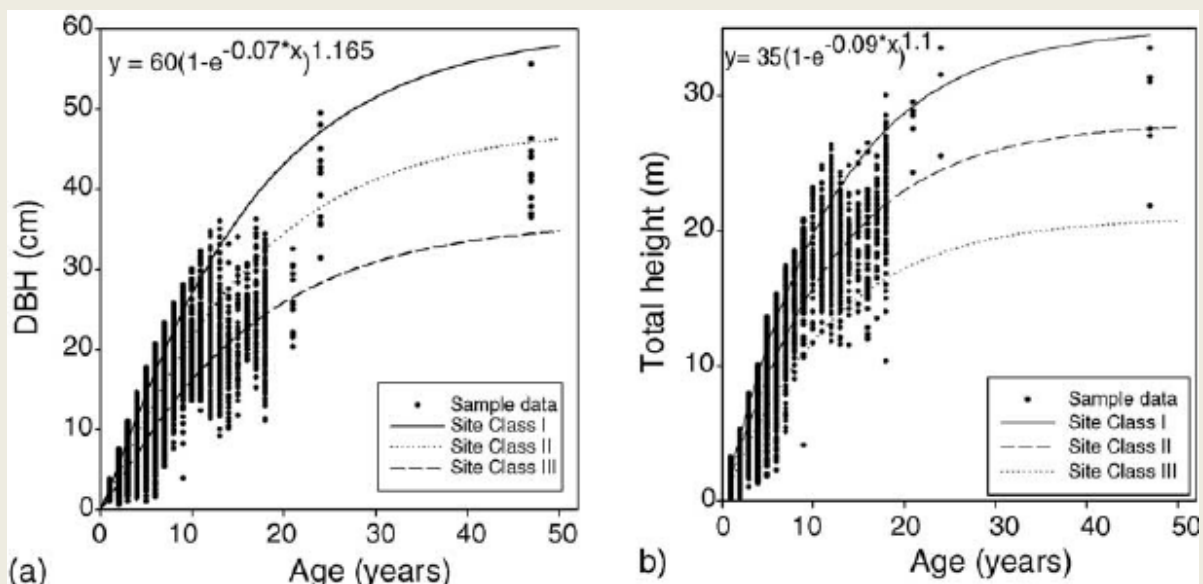 60
y = 60(1-e-0.07*x)1.165
50
40
30
20
10
0
DBH (cm)
Sample data
Site Class I
Site Class II
Site Class III
0 10 20 30 40 50
(a) Age (years)
y= 35(1-e-0.09*x)1.1
30
20
10
0
Total height (m)
Sample data
Site Class I
Site Class II
Site Class III
0 10 20 30 40 50
b) Age (years)